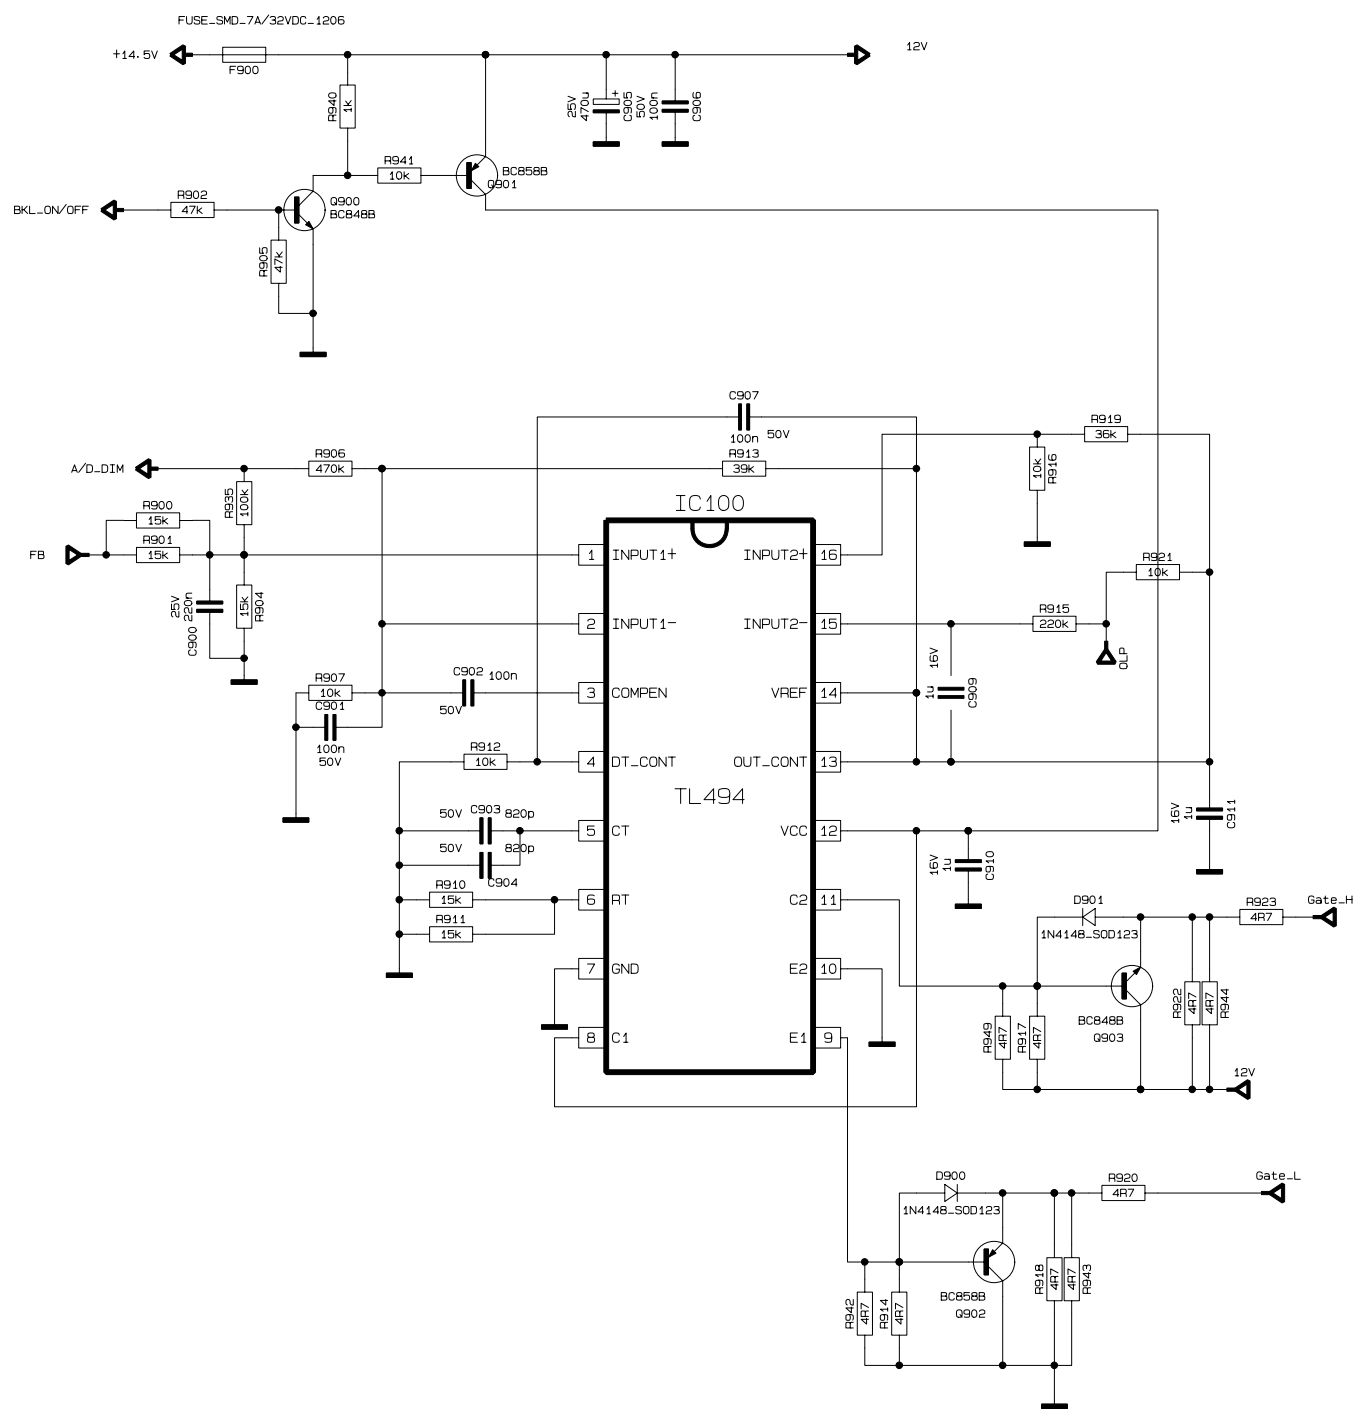 FUSE_SMD_7A/32VDC_1206
+14.5V
F900
12V
R940
1k
25V
470u
+
C905
50V
100n
C906
R941
10k
BC858B
Q901
BKL_ON/OFF
R902
47k
Q900
BC848B
R905
47k
C907
100n
50V
R919
36k
A/D_DIM
R906
470k
R913
39k
10k
R916
R935
100k
IC100
R900
15k
FB
R901
15k
1
INPUT1+
INPUT2+
16
R921
10k
25V
220n
C900
15k
R904
2
INPUT1-
INPUT2-
15
R915
220k
OLP
R907
10k
C901
100n
50V
C902
100n
50V
3
COMPEN
VREF
14
16V
1u
C909
R912
10k
4
DT_CONT
OUT_CONT
13
TL494
50V
C903
820p
5
CT
VCC
12
16V
1u
C911
50V
820p
C904
16V
1u
C910
R910
15k
6
RT
C2
11
R911
15k
D901
1N4148_SOD123
R923
4R7
Gate_H
7
GND
E2
10
R949
4R7
R917
4R7
BC848B
Q903
R922
4R7
4R7
R944
8
C1
E1
9
12V
D900
1N4148_SOD123
R920
4R7
Gate_L
R942
4R7
R914
4R7
BC858B
Q902
R918
4R7
4R7
R943